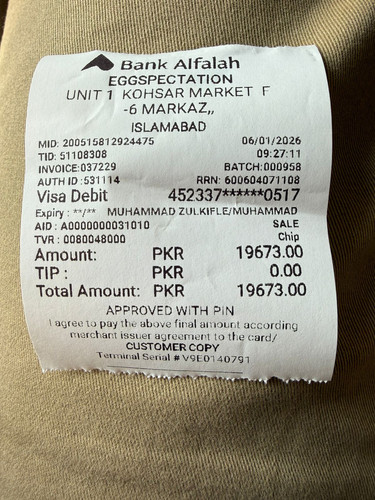 Bank Alfalah
EGGSPECTATION
UNIT 1 KOHSAR MARKET F
-6 MARKAZ,,
ISLAMABAD
MID: 200515812924475 06/01/2026
TID: 51108308 09:27:11
INVOICE:037229 BATCH:000958
AUTH ID :531114 RRN: 600604071108
Visa Debit 452337******0517
Expiry : **/** MUHAMMAD ZULKIFLE/MUHAMMAD
AID : A0000000031010 SALE
TVR : 0080048000 Chip
Amount: PKR 19673.00
TIP : PKR 0.00
Total Amount: PKR 19673.00
APPROVED WITH PIN
I agree to pay the above final amount according
merchant issuer agreement to the card/
CUSTOMER COPY
Terminal Serial # V9E0140791